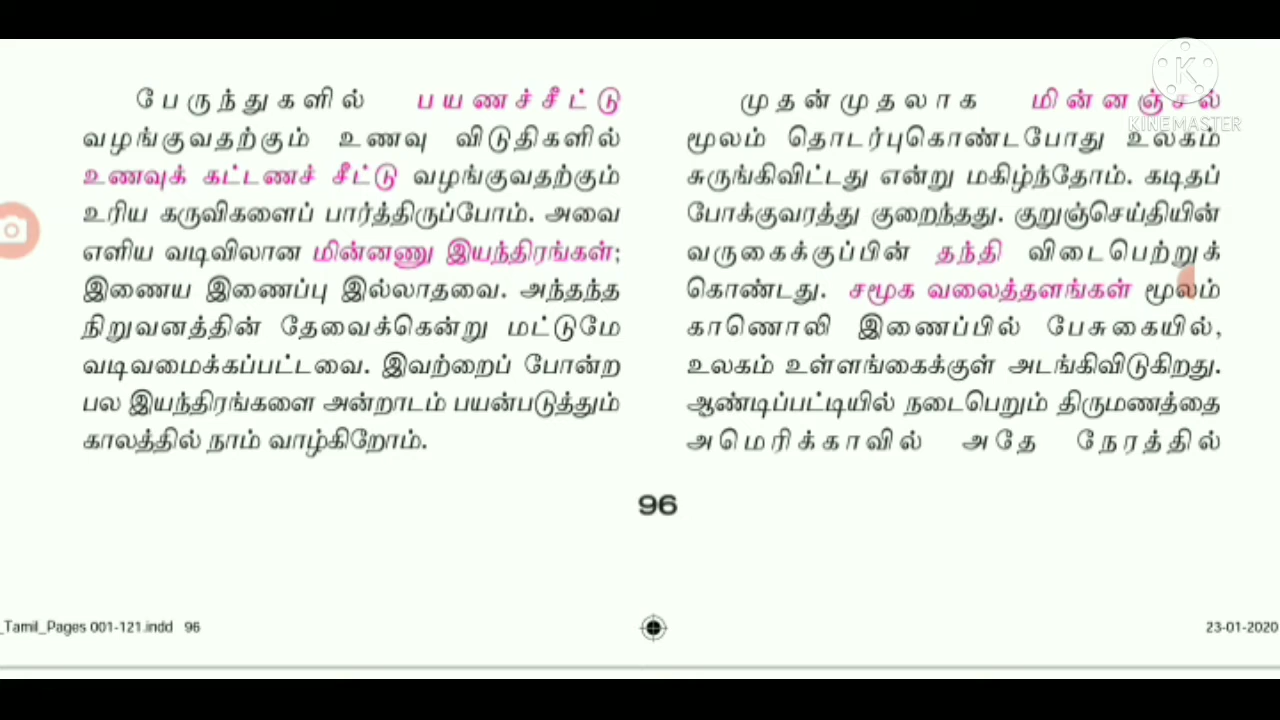 பேருந்துகளில் பயணச்சீட்டு
வழங்குவதற்கும் உணவு விடுதிகளில்
உணவுக் கட்டணச் சீட்டு வழங்குவதற்கும்
உரிய கருவிகளைப் பார்த்திருப்போம். அவை
எளிய வடிவிலான மின்னணு இயந்திரங்கள்;
இணைய இணைப்பு இல்லாதவை. அந்தந்த
நிறுவனத்தின் தேவைக்கென்று மட்டுமே
வடிவமைக்கப்பட்டவை. இவற்றைப் போன்ற
பல இயந்திரங்களை அன்றாடம் பயன்படுத்தும்
காலத்தில் நாம் வாழ்கிறோம்.
முதன்முதலாக மின்னஞ்சல்
மூலம் தொடர்புகொண்டபோது உலகம்
சுருங்கிவிட்டது என்று மகிழ்ந்தோம். கடிதப்
போக்குவரத்து குறைந்தது. குறுஞ்செய்தியின்
வருகைக்குப்பின் தந்தி விடைபெற்றுக்
கொண்டது. சமூக வலைத்தளங்கள் மூலம்
காணொலி இணைப்பில் பேசுகையில்,
உலகம் உள்ளங்கைக்குள் அடங்கிவிடுகிறது.
ஆண்டிப்பட்டியில் நடைபெறும் திருமணத்தை
அமெரிக்காவில் அதே நேரத்தில்
96
_Tamil_Pages 001-121.indd 96
23-01-2020
K
KINEMASTER